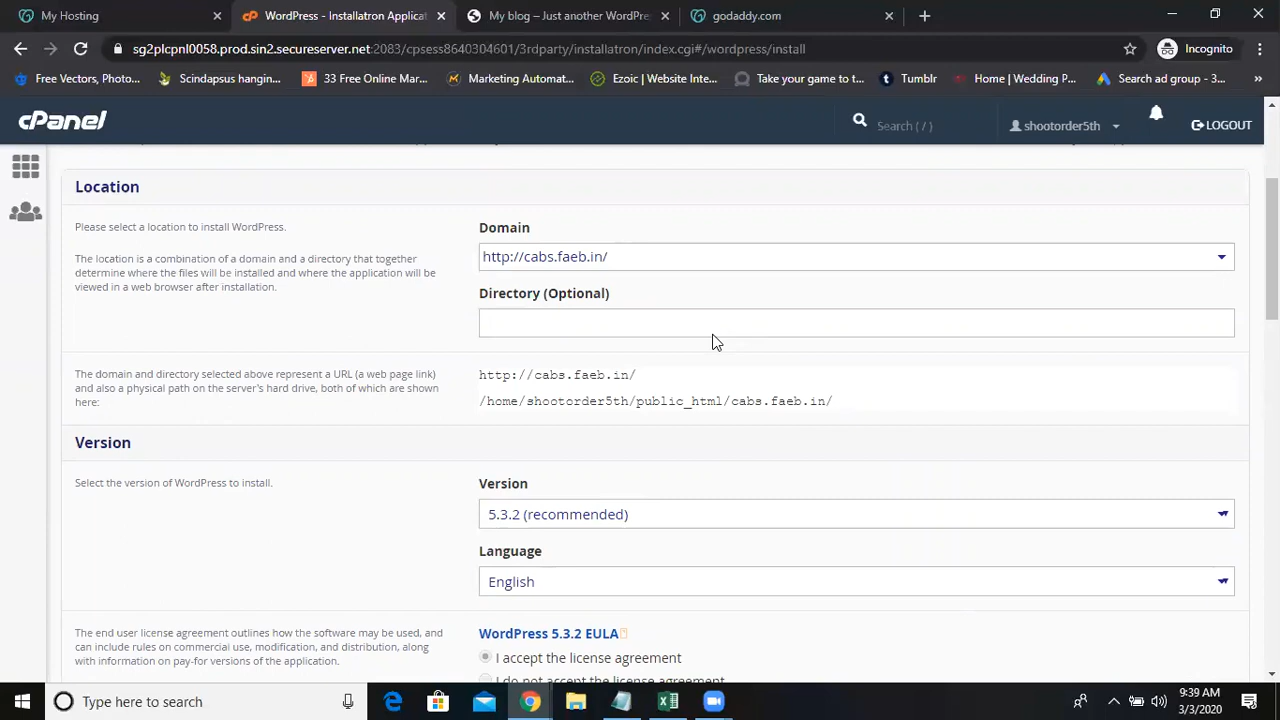 My Hosting
WordPress - Installatron Applicat
My blog – Just another WordPre
godaddy.com
sg2plcpnl0058.prod.sin2.secureserver.net:2083/cpsess8640304601/3rdparty/installatron/index.cgi#/wordpress/install
Incognito
Free Vectors, Photo...
Scindapsus hangin...
33 Free Online Mar...
Marketing Automat...
Ezoic | Website Inte...
Take your game to t...
Tumblr
Home | Wedding P...
Search ad group - 3...
cPanel
Search ( / )
shootorder5th
LOGOUT
Location
Please select a location to install WordPress.
The location is a combination of a domain and a directory that together
determine where the files will be installed and where the application will be
viewed in a web browser after installation.
Domain
http://cabs.faeb.in/
Directory (Optional)
The domain and directory selected above represent a URL (a web page link)
and also a physical path on the server's hard drive, both of which are shown
here:
http://cabs.faeb.in/
/home/shootorder5th/public_html/cabs.faeb.in/
Version
Select the version of WordPress to install.
Version
5.3.2 (recommended)
Language
English
The end user license agreement outlines how the software may be used, and
can include rules on commercial use, modification, and distribution, along
with information on pay-for versions of the application.
WordPress 5.3.2 EULA
I accept the license agreement
I do not accept the license agreement
Type here to search
9:39 AM
3/3/2020